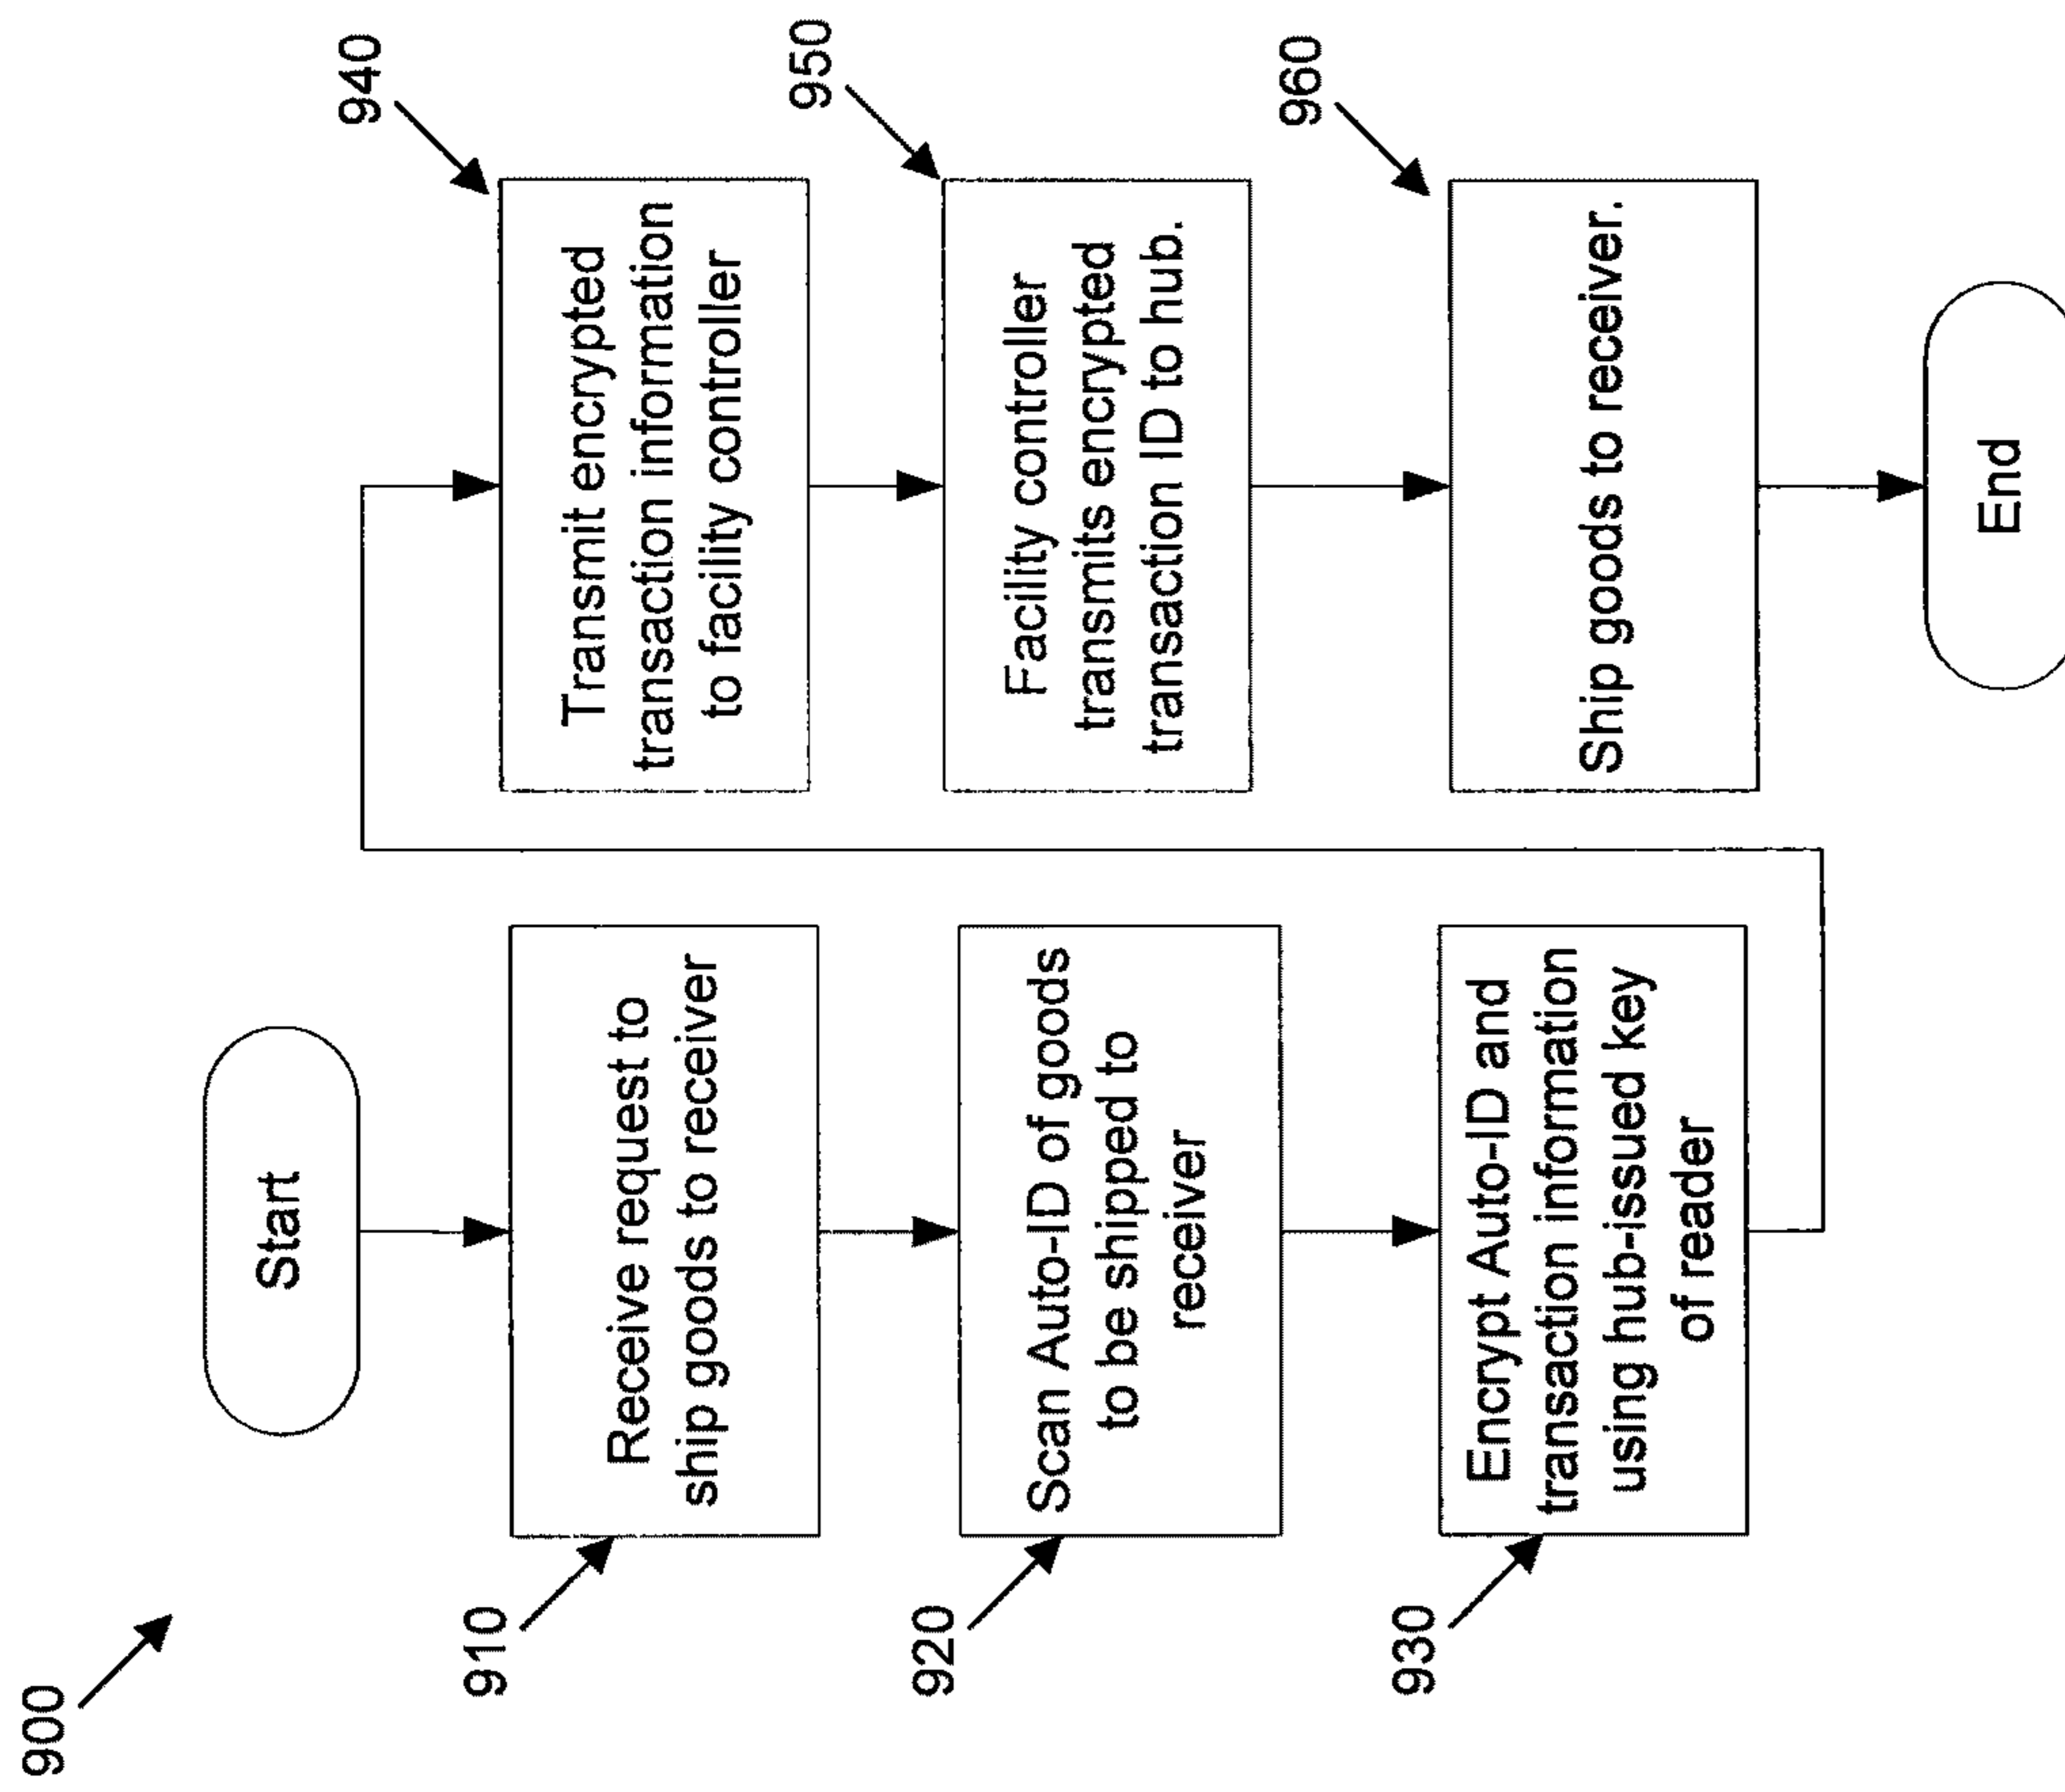 900
Start
910
Receive request to
ship goods to receiver
920
Scan Auto-ID of goods
to be shipped to
receiver
930
Encrypt Auto-ID and
transaction information
using hub-issued key
of reader
940
Transmit encrypted
transaction information
to facility controller
950
Facility controller
transmits encrypted
transaction ID to hub.
960
Ship goods to receiver.
End